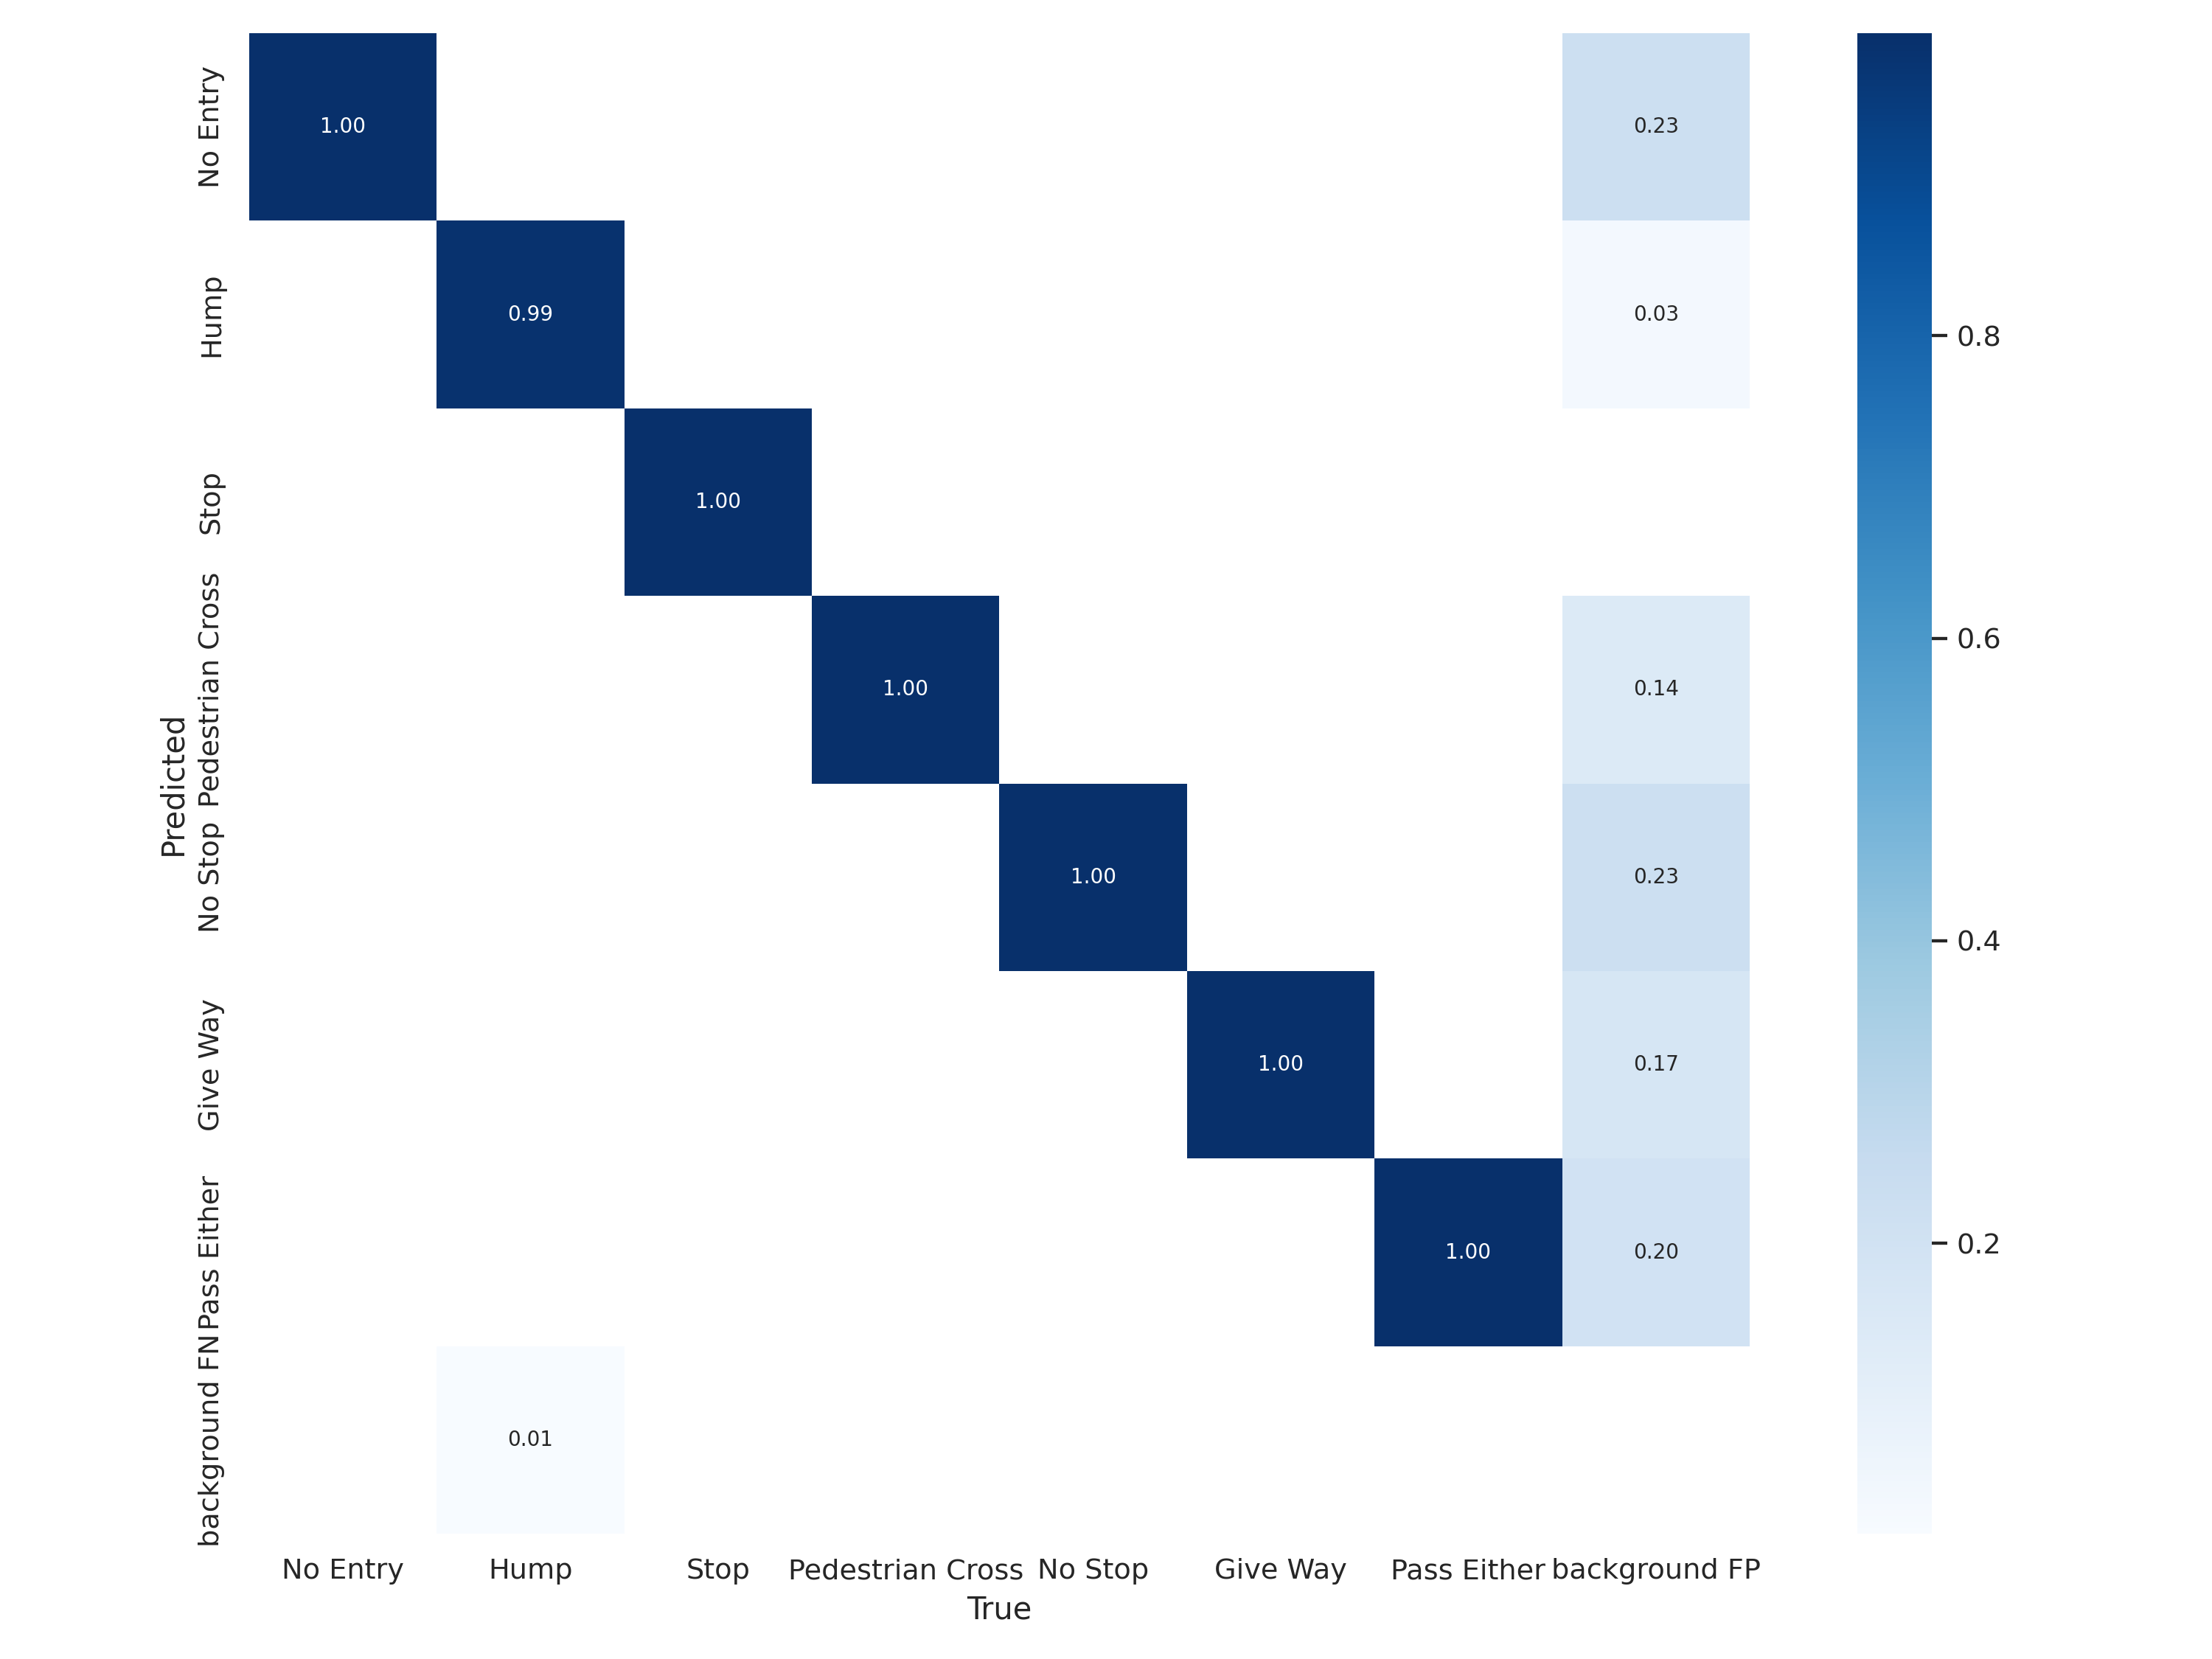 Predicted
No Entry
Hump
Stop
Pedestrian Cross
No Stop
Give Way
Pass Either
background FN
1.00
0.23
0.99
0.03
1.00
1.00
0.14
1.00
0.23
1.00
0.17
1.00
0.20
0.01
No Entry
Hump
Stop
Pedestrian Cross
No Stop
Give Way
Pass Either
background FP
True
0.8
0.6
0.4
0.2